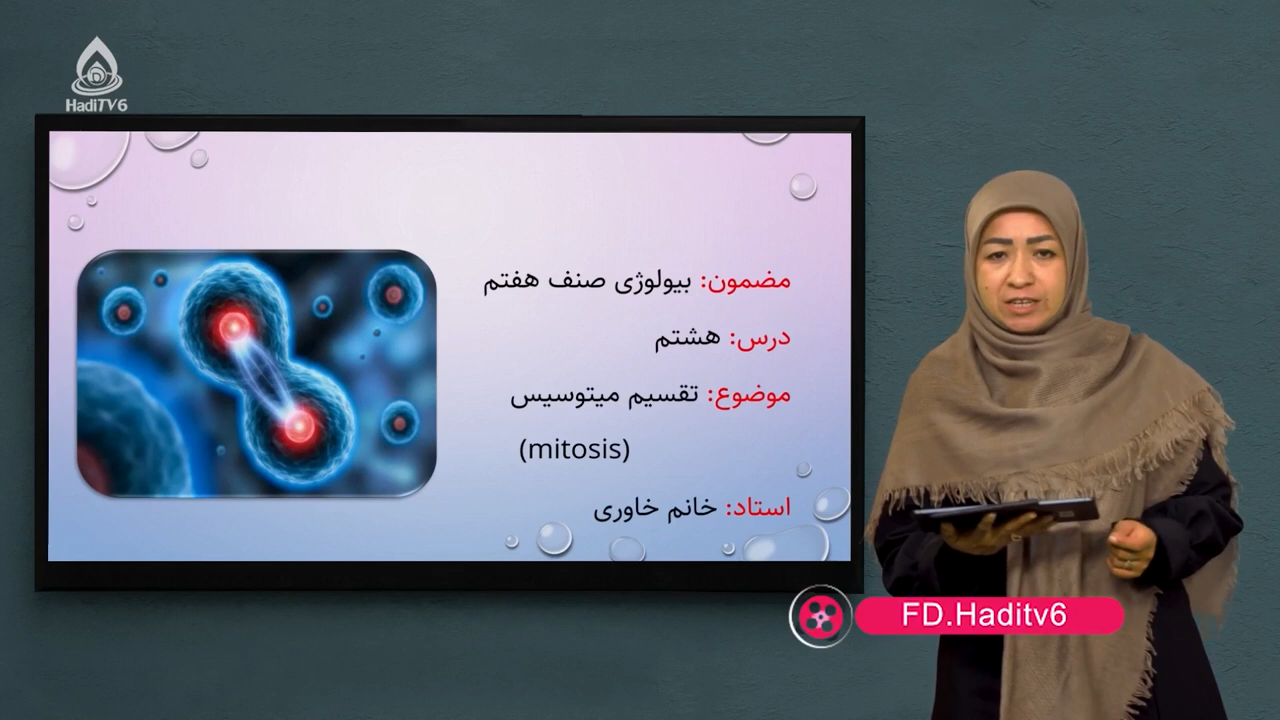 HadiTV6
مضمون: بیولوژی صنف هفتم
درس: هشتم
موضوع: تقسیم میتوسیس
(mitosis)
استاد: خانم خاوری
FD.Haditv6